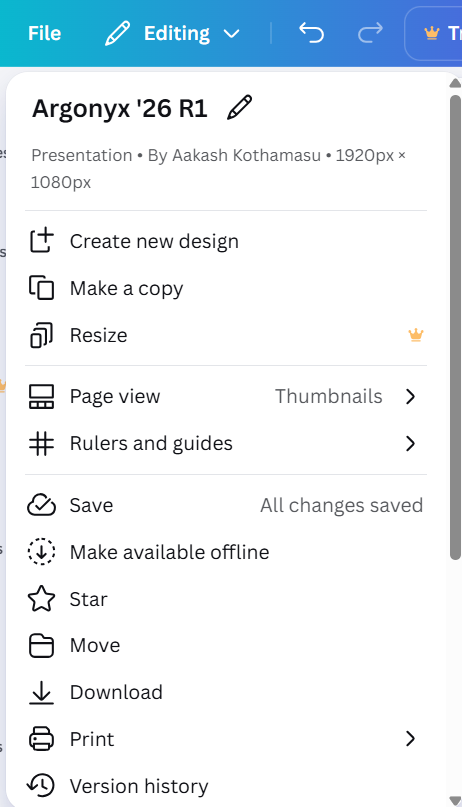 File Editing
Argonyx '26 R1
Presentation • By Aakash Kothamasu • 1920px ×
1080px
Create new design
Make a copy
Resize
Page view Thumbnails
Rulers and guides
Save All changes saved
Make available offline
Star
Move
Download
Print
Version history